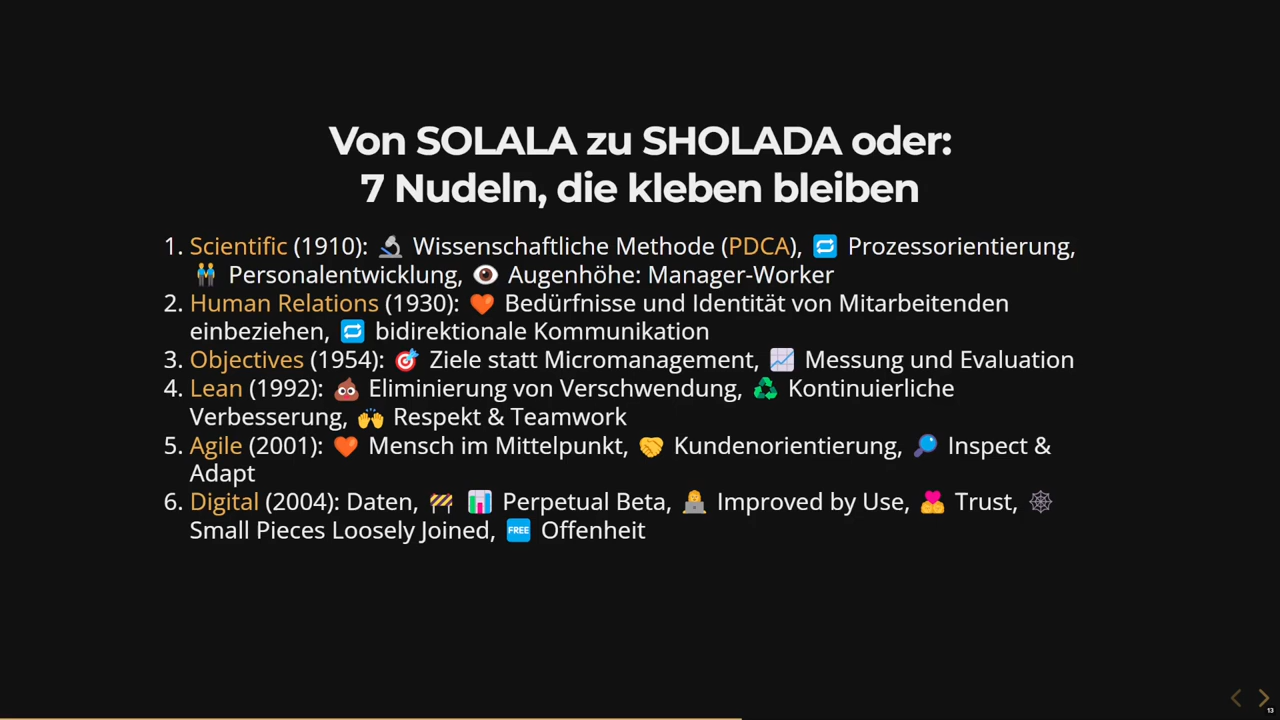 Von SOLALA zu SHOLADA oder:
7 Nudeln, die kleben bleiben
1. Scientific (1910): 🔬 Wissenschaftliche Methode (PDCA), 🔁 Prozessorientierung,
👬 Personalentwicklung, 👁️ Augenhöhe: Manager-Worker
2. Human Relations (1930): ❤️ Bedürfnisse und Identität von Mitarbeitenden
einbeziehen, 🔁 bidirektionale Kommunikation
3. Objectives (1954): 🎯 Ziele statt Micromanagement, 📈 Messung und Evaluation
4. Lean (1992): 💩 Eliminierung von Verschwendung, ♻️ Kontinuierliche
Verbesserung, 🙌 Respekt & Teamwork
5. Agile (2001): ❤️ Mensch im Mittelpunkt, 🤝 Kundenorientierung, 🔎 Inspect &
Adapt
6. Digital (2004): Daten, 🚧 📊 Perpetual Beta, 👩‍💻 Improved by Use, 🤗 Trust, 🕸️
Small Pieces Loosely Joined, 🆓 Offenheit
13